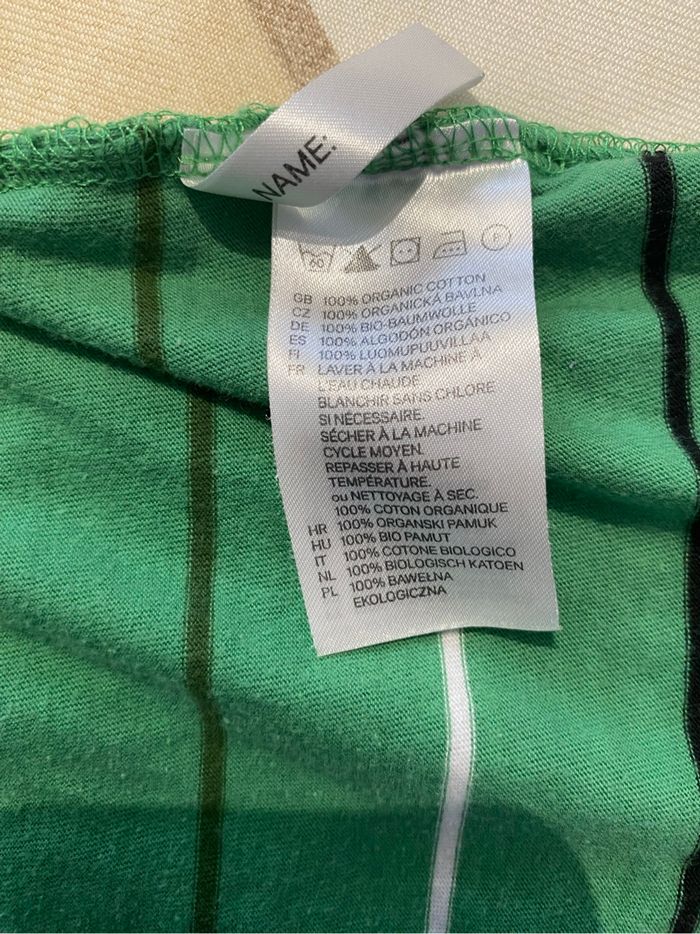 NAME:
GB 100% ORGANIC COTTON
CZ 100% ORGANICKÁ BAVLNA
DE 100% BIO-BAUMWOLLE
ES 100% ALGODÓN ORGÁNICO
FI 100% LUOMUPUUVILLAA
FR LAVER À LA MACHINE À
L'EAU CHAUDE
BLANCHIR SANS CHLORE
SI NÉCESSAIRE.
SÉCHER À LA MACHINE
CYCLE MOYEN.
REPASSER À HAUTE
TEMPÉRATURE.
ou NETTOYAGE À SEC.
100% COTON ORGANIQUE
HR 100% ORGANSKI PAMUK
HU 100% BIO PAMUT
IT 100% COTONE BIOLOGICO
NL 100% BIOLOGISCH KATOEN
PL 100% BAWEŁNA
EKOLOGICZNA